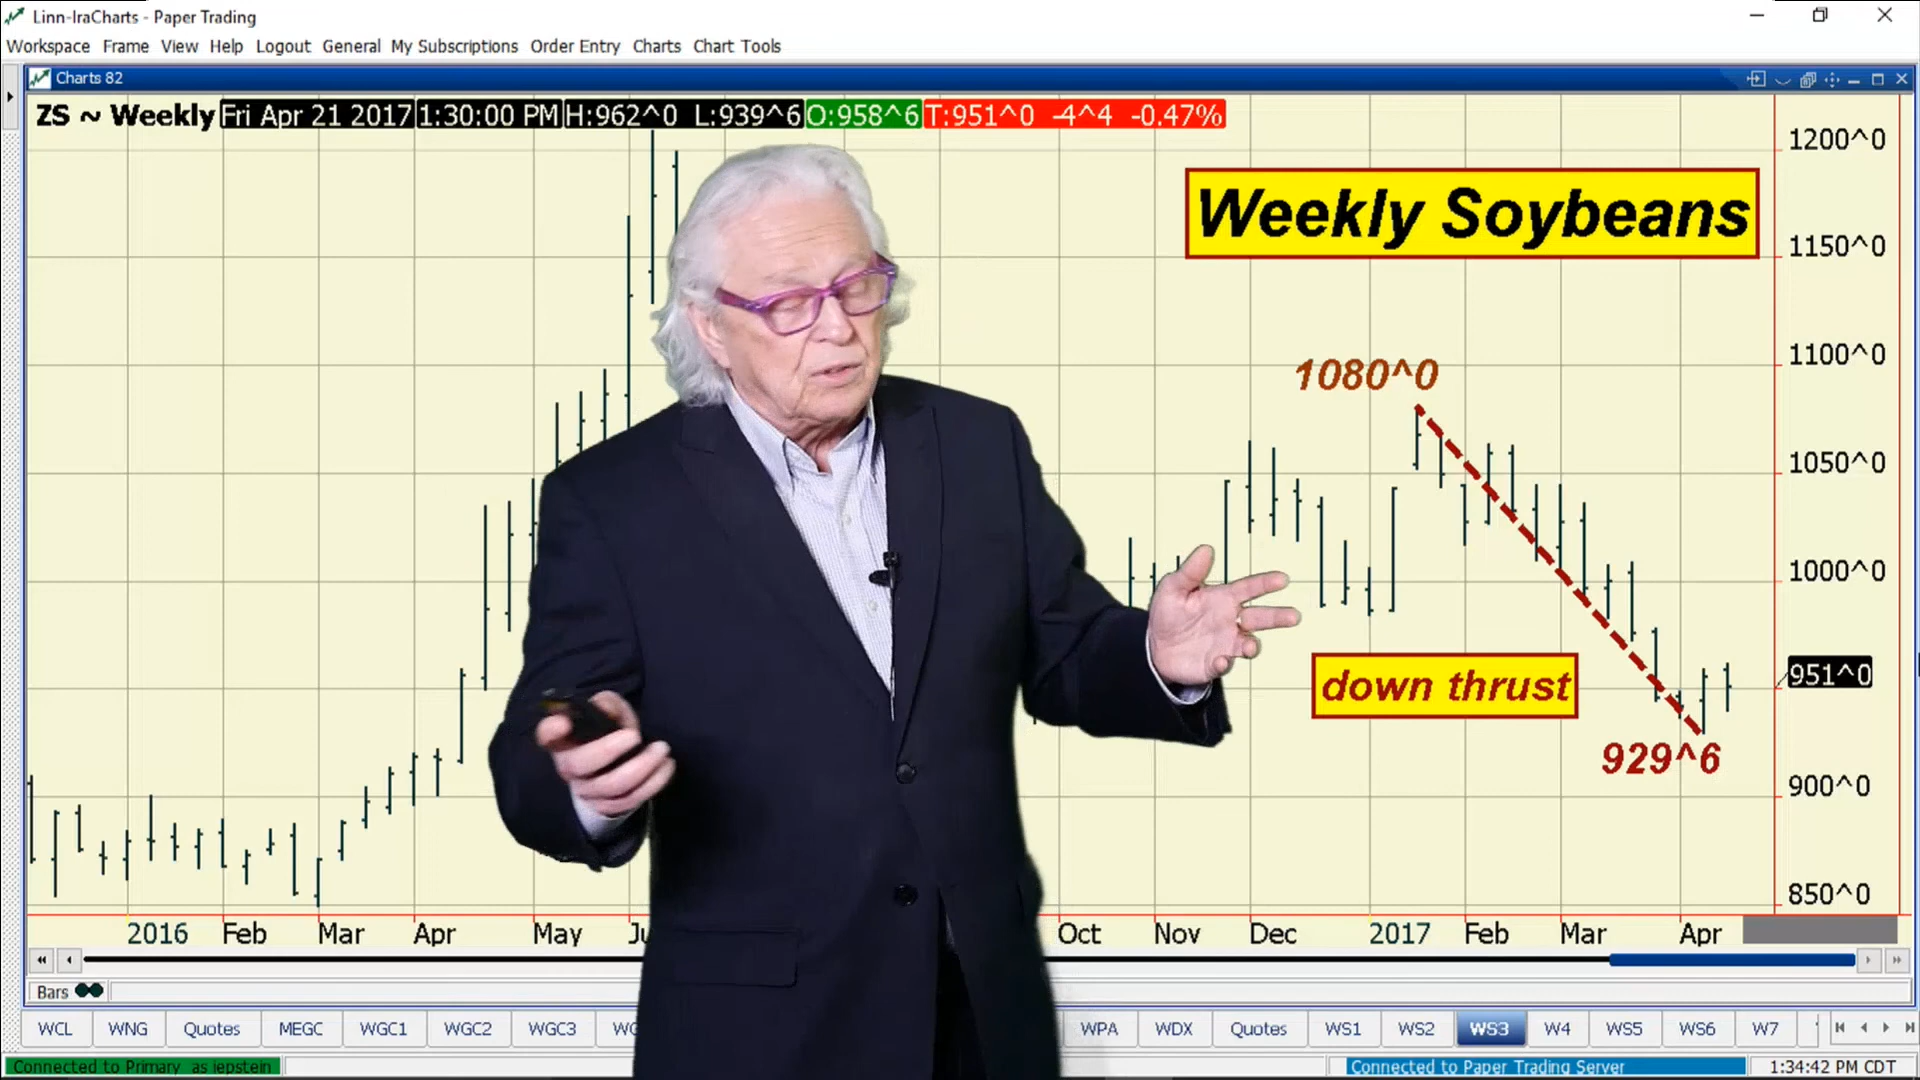 Linn-IraCharts - Paper Trading
Workspace Frame View Help Logout General My Subscriptions Order Entry Charts Chart Tools
Charts 82
ZS ~ Weekly Fri Apr 21 2017 1:30:00 PM H:962^0 L:939^6 O:958^6 T:951^0 -4^4 -0.47%
1200^0
Weekly Soybeans
1150^0
1100^0
1080^0
1050^0
1000^0
951^0
down thrust
929^6
900^0
850^0
2016 Feb Mar Apr May Oct Nov Dec 2017 Feb Mar Apr
Bars
WCL WNG Quotes MEGC WGC1 WGC2 WGC3 WPA WDX Quotes WS1 WS2 WS3 W4 WS5 WS6 W7
Connected to Primary as iepstein Connected to Paper Trading Server 1:34:42 PM CDT